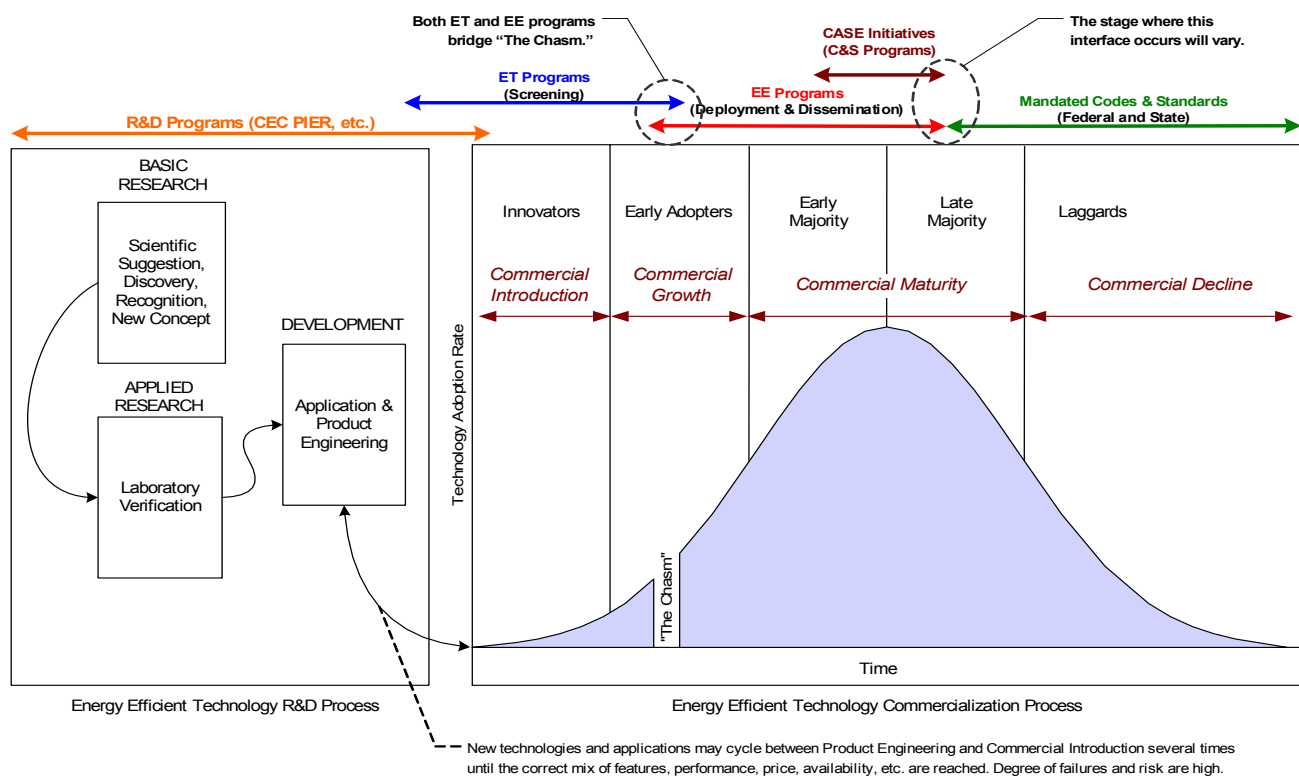 Both ET and EE programs
bridge “The Chasm.”
CASE Initiatives
(C&S Programs)
The stage where this
interface occurs will vary.
ET Programs
(Screening)
EE Programs
(Deployment & Dissemination)
Mandated Codes & Standards
(Federal and State)
R&D Programs (CEC PIER, etc.)
BASIC
RESEARCH
Scientific
Suggestion,
Discovery,
Recognition,
New Concept
DEVELOPMENT
Application &
Product
Engineering
APPLIED
RESEARCH
Laboratory
Verification
Energy Efficient Technology R&D Process
Innovators
Early Adopters
Early
Majority
Late
Majority
Laggards
Commercial
Introduction
Commercial
Growth
Commercial Maturity
Commercial Decline
Technology Adoption Rate
"The Chasm"
Time
Energy Efficient Technology Commercialization Process
New technologies and applications may cycle between Product Engineering and Commercial Introduction several times
until the correct mix of features, performance, price, availability, etc. are reached. Degree of failures and risk are high.